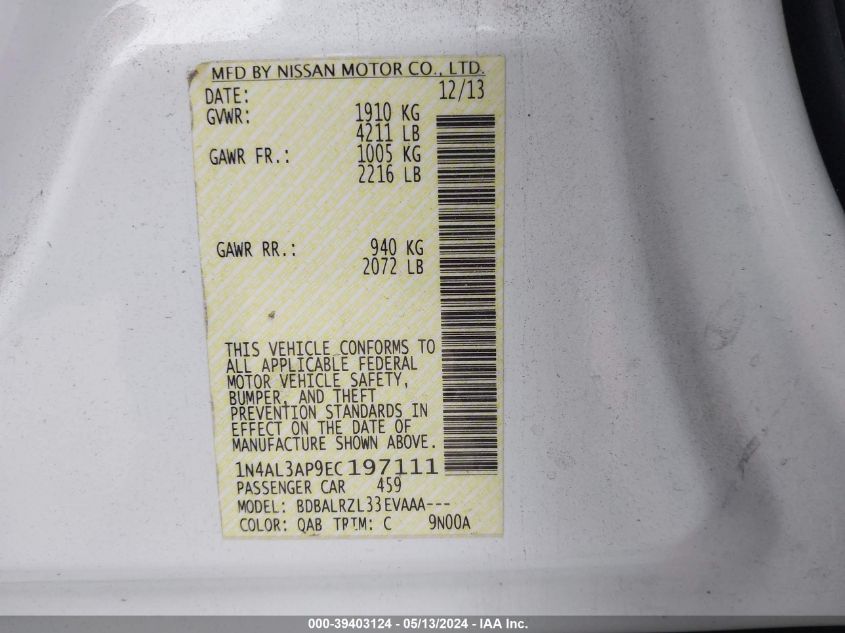 MFD BY NISSAN MOTOR CO., LTD.
DATE: 12/13
GVWR: 1910 KG
4211 LB
GAWR FR.: 1005 KG
2216 LB
GAWR RR.: 940 KG
2072 LB
THIS VEHICLE CONFORMS TO
ALL APPLICABLE FEDERAL
MOTOR VEHICLE SAFETY,
BUMPER, AND THEFT
PREVENTION STANDARDS IN
EFFECT ON THE DATE OF
MANUFACTURE SHOWN ABOVE.
1N4AL3AP9EC197111
PASSENGER CAR 459
MODEL: BDBALRZL33EVAAA---
COLOR: QAB TRIM: C 9N00A
000-39403124 - 05/13/2024 - IAA Inc.